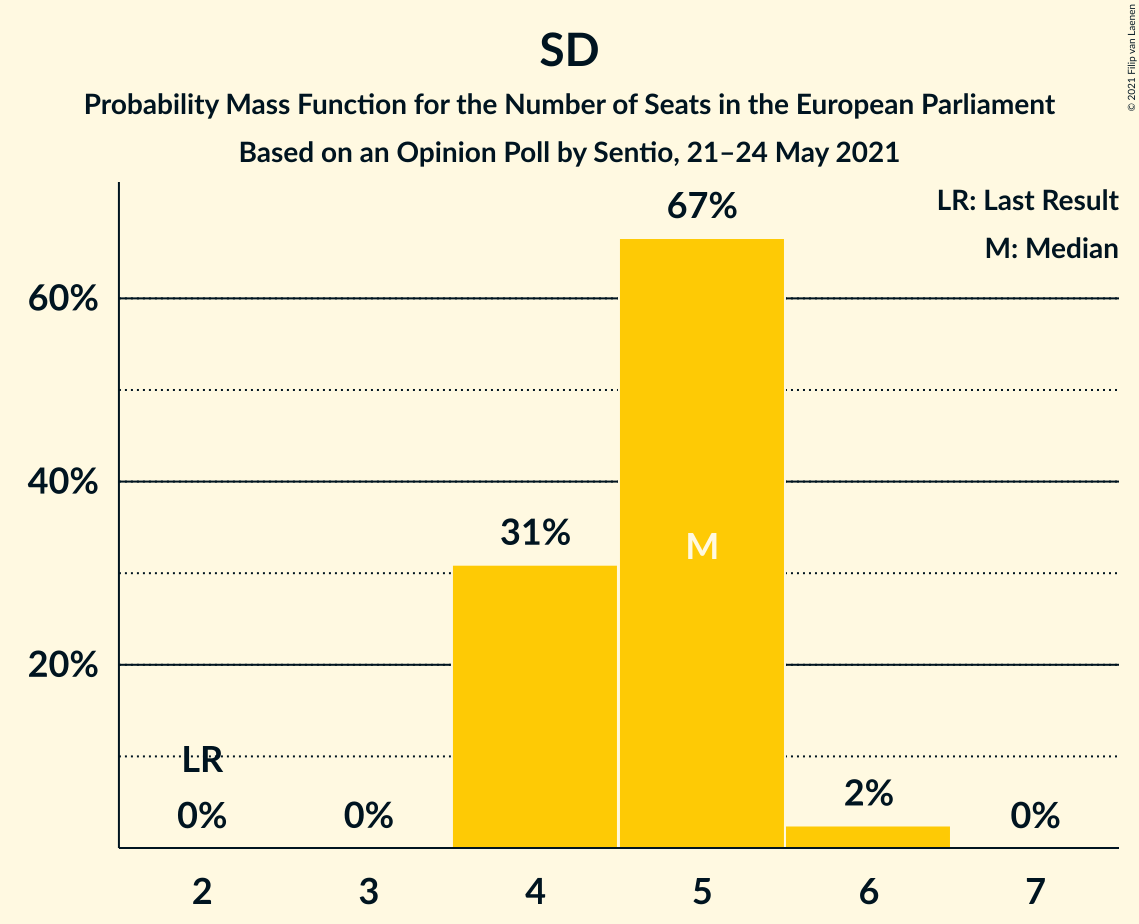 SD
Probability Mass Function for the Number of Seats in the European Parliament
Based on an Opinion Poll by Sentio, 21–24 May 2021
© 2021 Filip van Laenen
LR: Last Result
M: Median
67%
60%
40%
31%
M
20%
LR
0%
0%
2%
0%
2
3
4
5
6
7